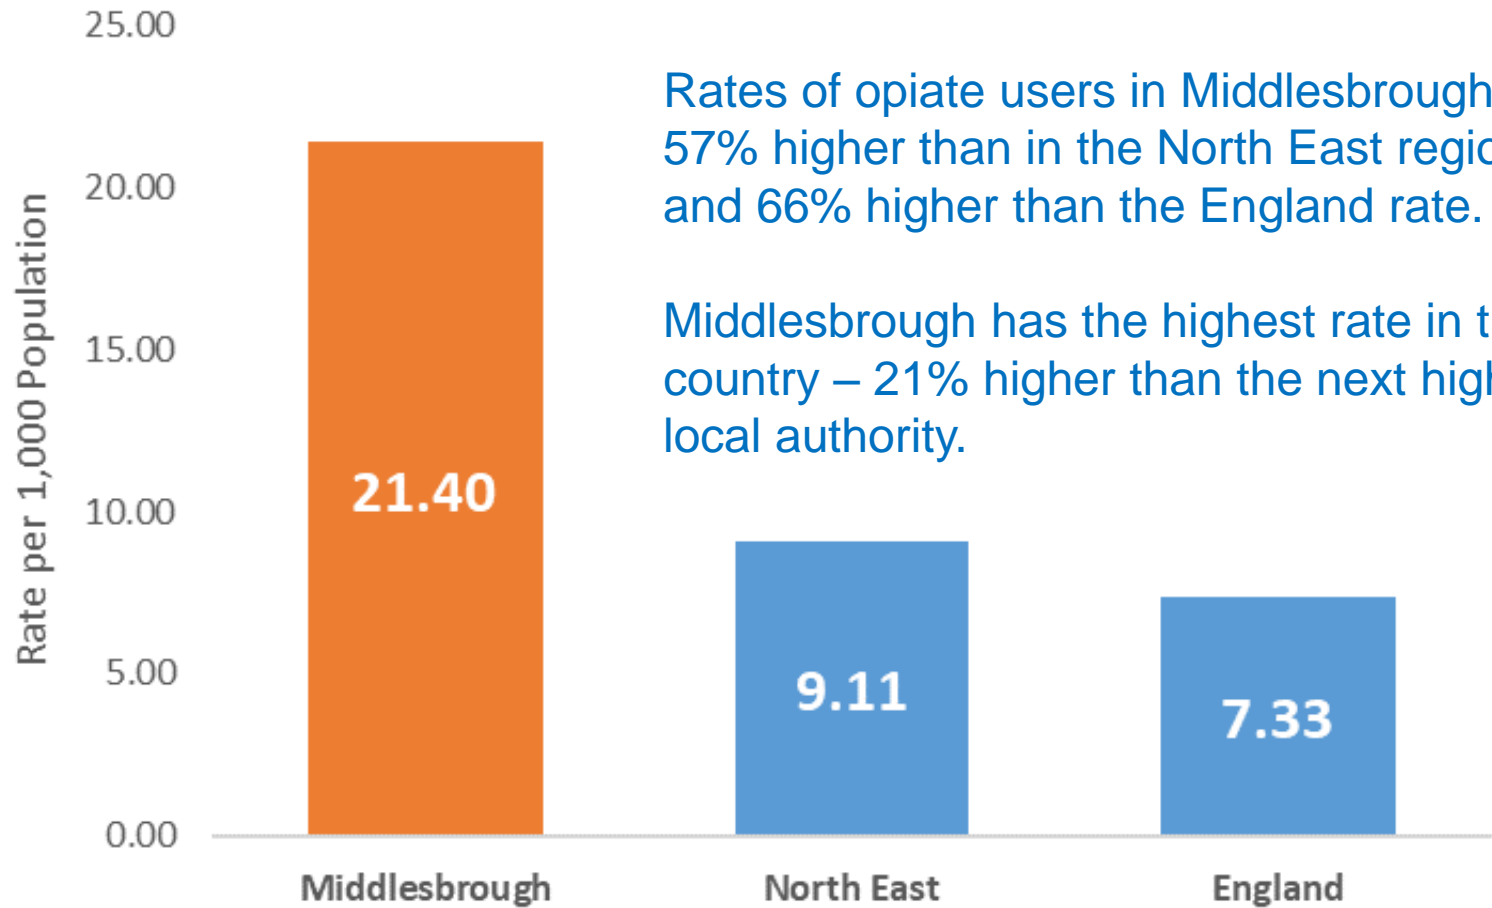 25.00
Rates of opiate users in Middlesbrough
57% higher than in the North East
and 66% higher than the England rate.
20.00
Middlesbrough has the highest rate in
15.00
country – 21% higher than the next
local authority.
Rate per 1,000 Population
10.00
5.00
0.00
21.40
9.11
7.33
Middlesbrough North East England